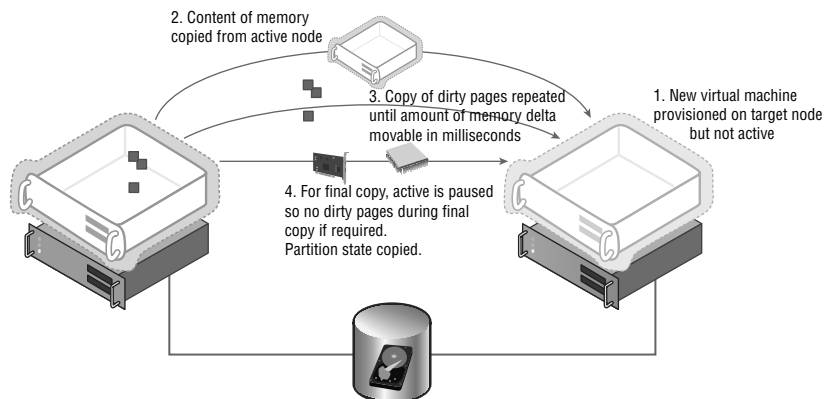 2. Content of memory
copied from active node
3. Copy of dirty pages repeated
until amount of memory delta
movable in milliseconds
1. New virtual machine
provisioned on target node
but not active
4. For final copy, active is paused
so no dirty pages during final
copy if required.
Partition state copied.